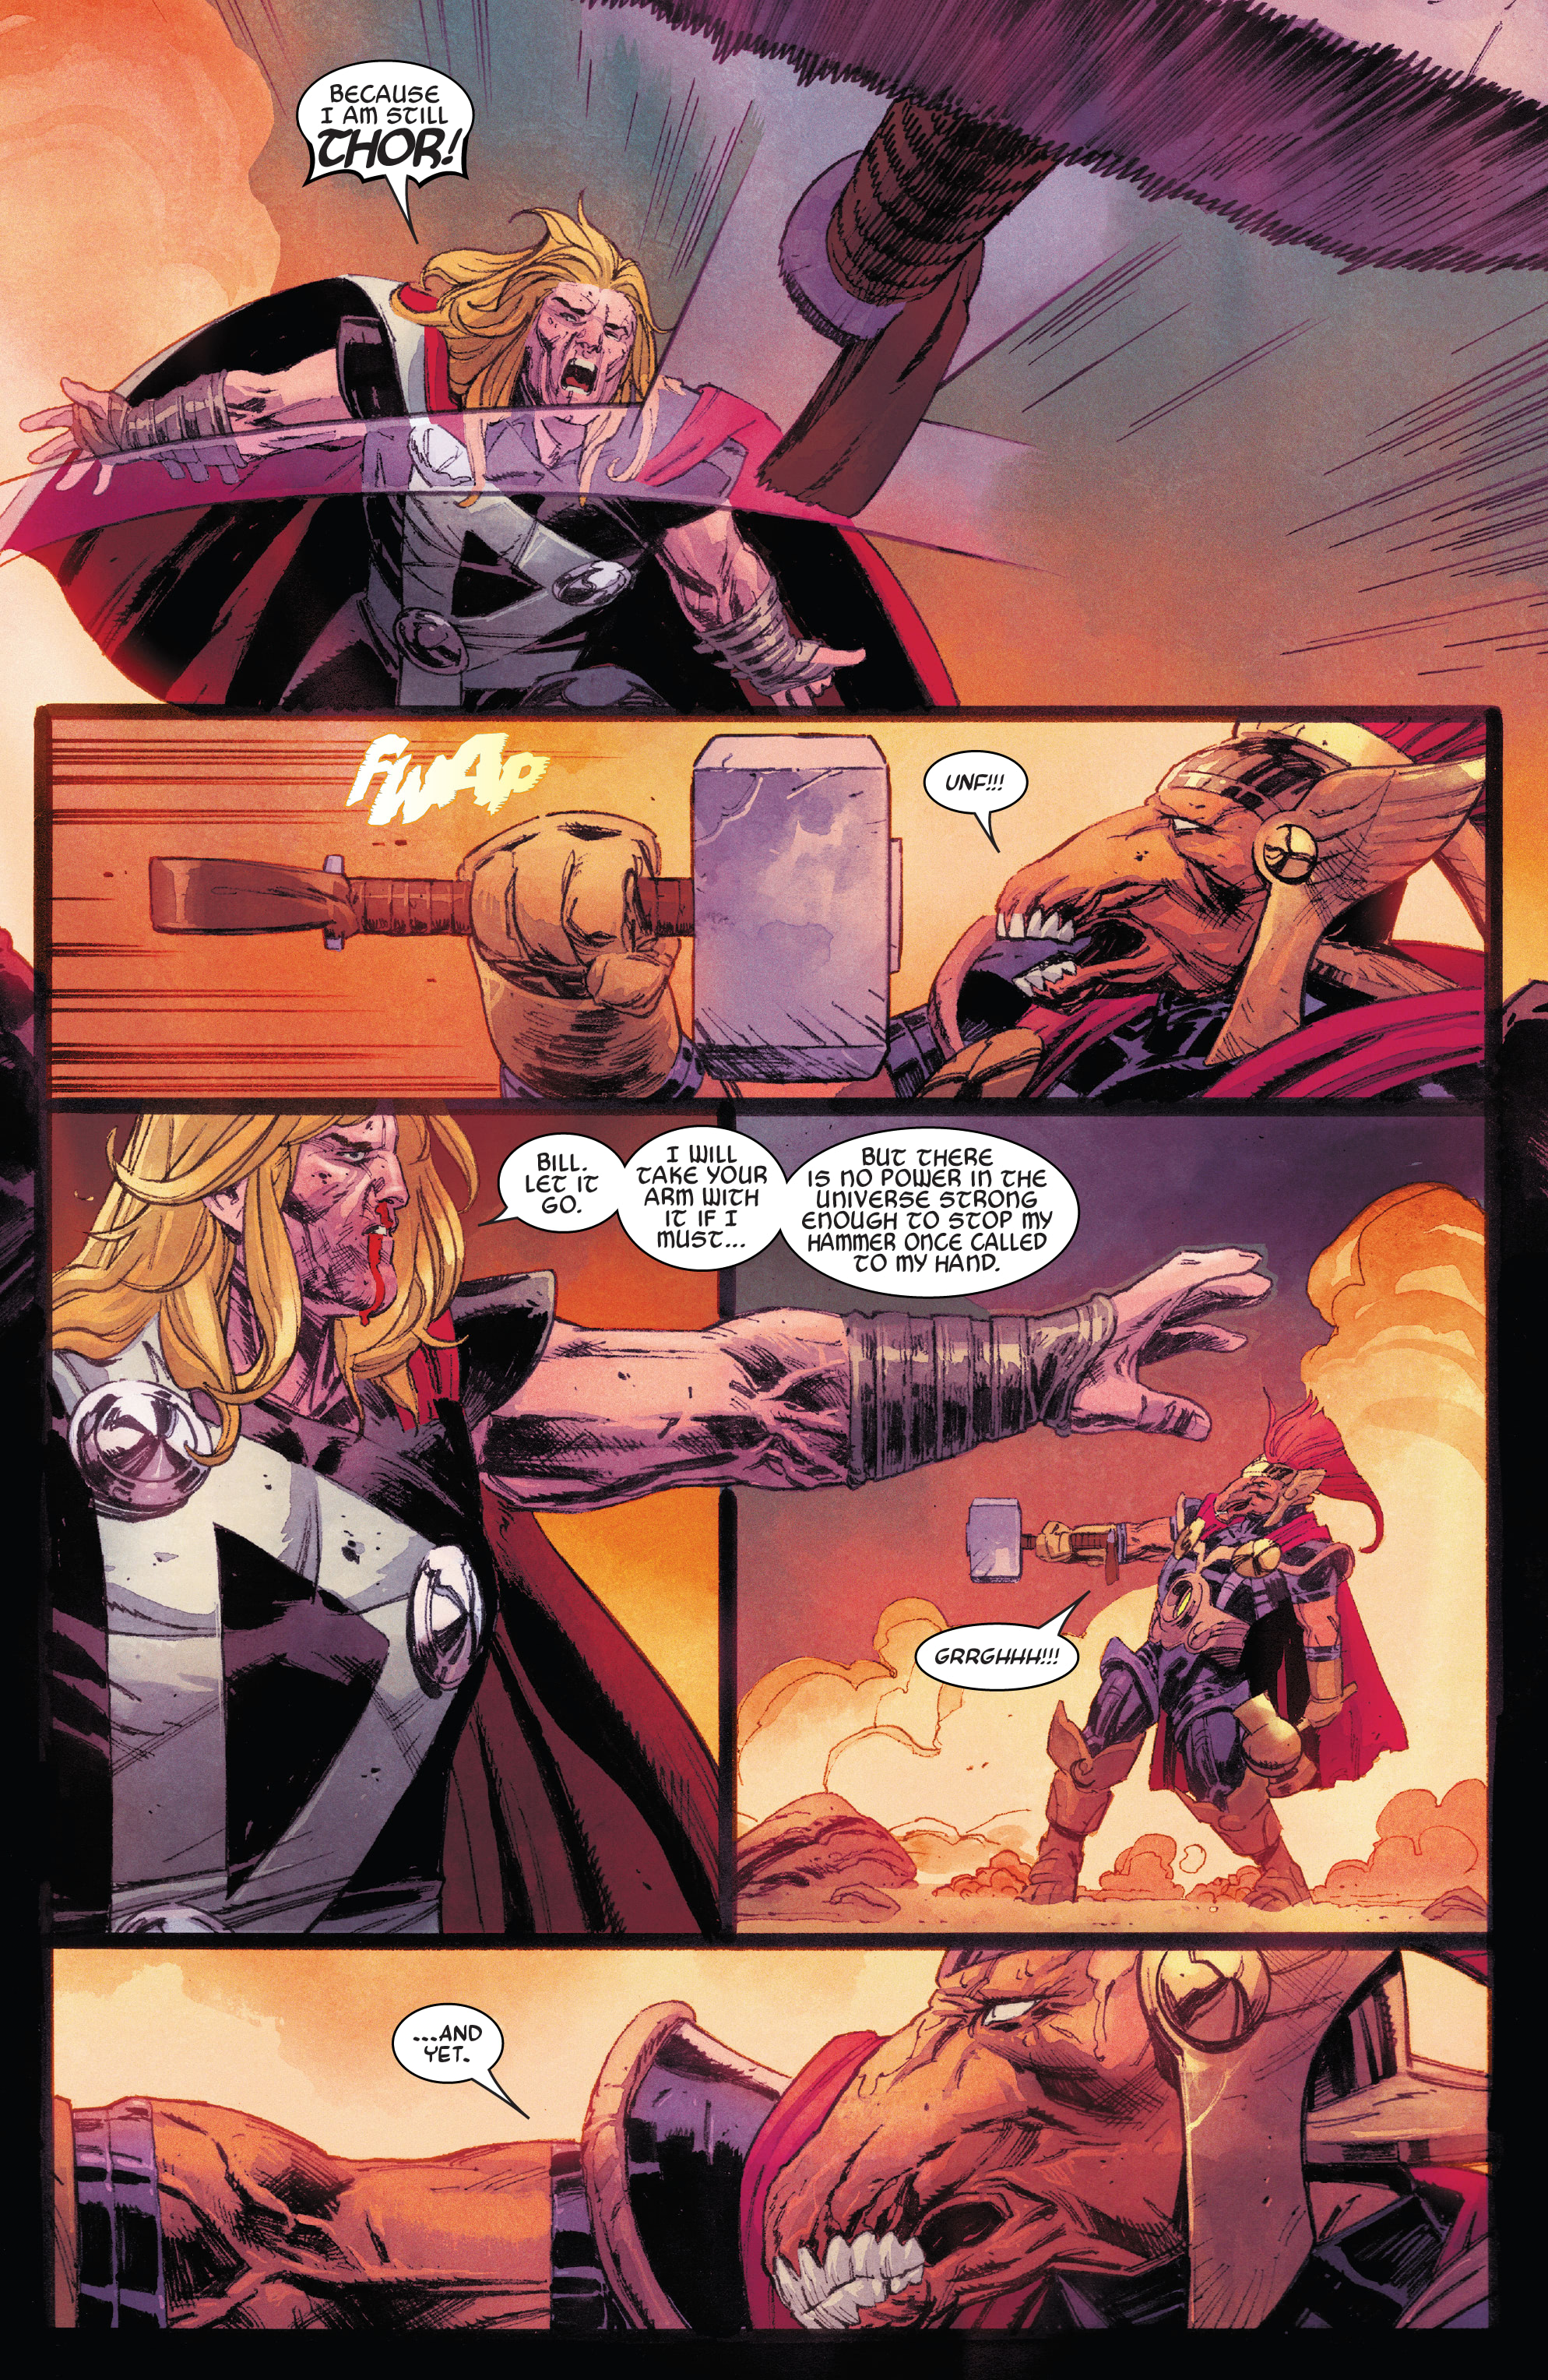 BECAUSE
I AM STILL
THOR!
FWAP
UNF!!!
BILL.
LET IT
GO.
I WILL
TAKE YOUR
ARM WITH
IT IF I
MUST...
BUT THERE
IS NO POWER IN THE
UNIVERSE STRONG
ENOUGH TO STOP MY
HAMMER ONCE CALLED
TO MY HAND.
GRRGHHH!!!
...AND
YET.